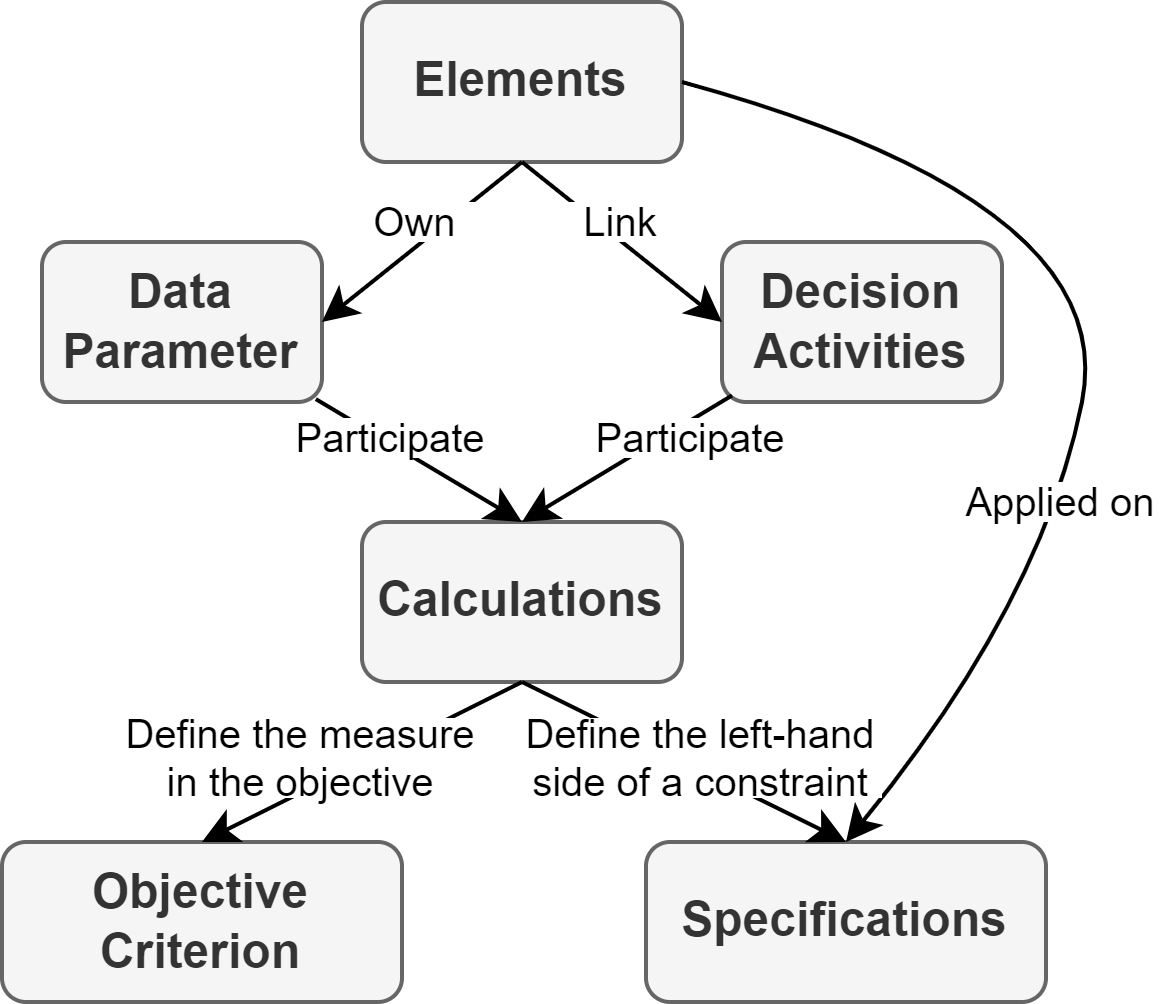 Elements
Own
Link
Data
Parameter
Decision
Activities
Participate
Participate
Applied on
Calculations
Define the measure
in the objective
Define the left-hand
side of a constraint
Objective
Criterion
Specifications